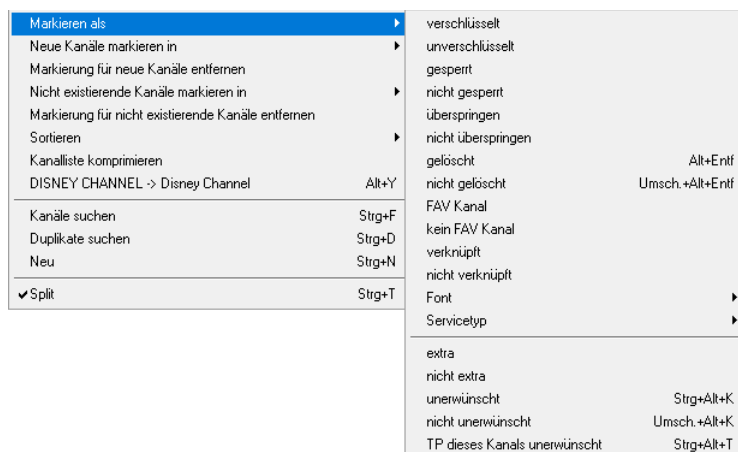 Markieren als
Neue Kanäle markieren in
Markierung für neue Kanäle entfernen
Nicht existierende Kanäle markieren in
Markierung für nicht existierende Kanäle entfernen
Sortieren
Kanalliste komprimieren
DISNEY CHANNEL -> Disney Channel Alt+Y
Kanäle suchen Strg+F
Duplikate suchen Strg+D
Neu Strg+N
Split Strg+T
verschlüsselt
unverschlüsselt
gesperrt
nicht gesperrt
überspringen
nicht überspringen
gelöscht Alt+Entf
nicht gelöscht Umsch.+Alt+Entf
FAV Kanal
kein FAV Kanal
verknüpft
nicht verknüpft
Font
Servicetyp
extra
nicht extra
unerwünscht Strg+Alt+K
nicht unerwünscht Umsch.+Alt+K
TP dieses Kanals unerwünscht Strg+Alt+T